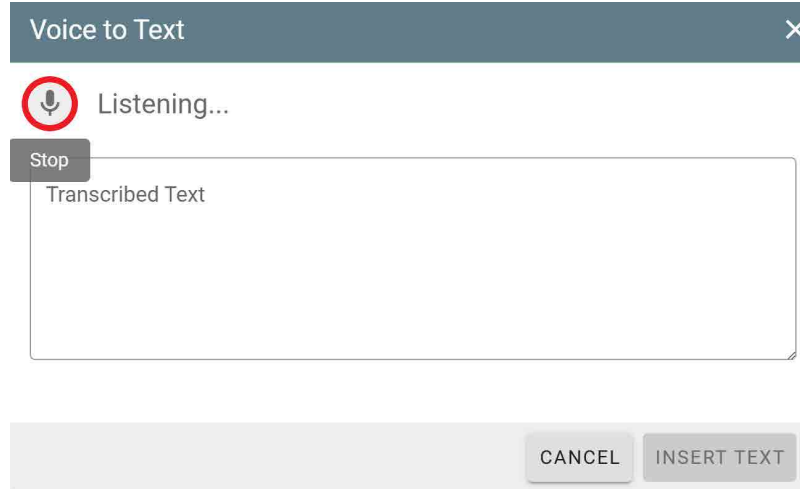 Voice to Text
Listening...
Stop
Transcribed Text
CANCEL INSERT TEXT